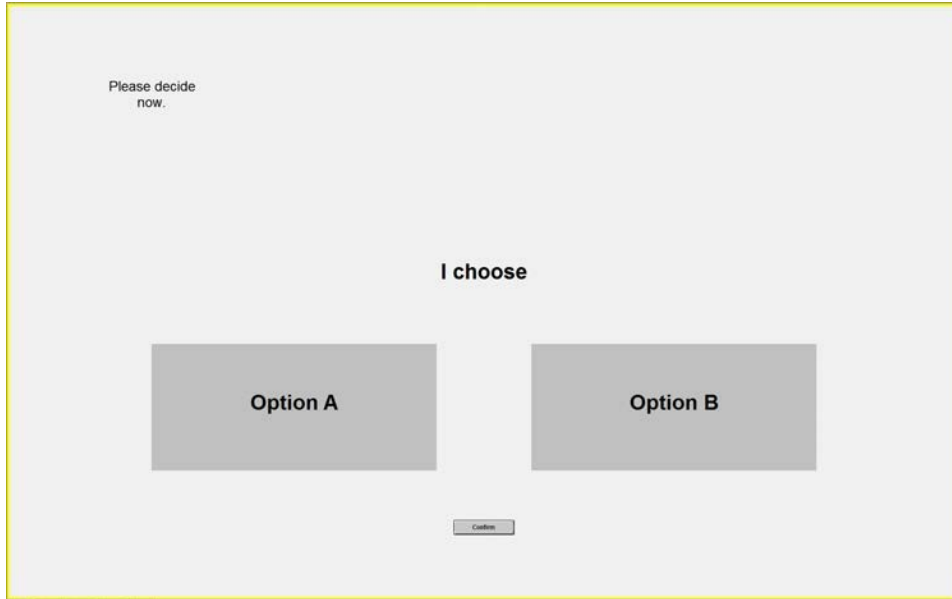 Please decide
now.
I choose
Option A
Option B
Confirm